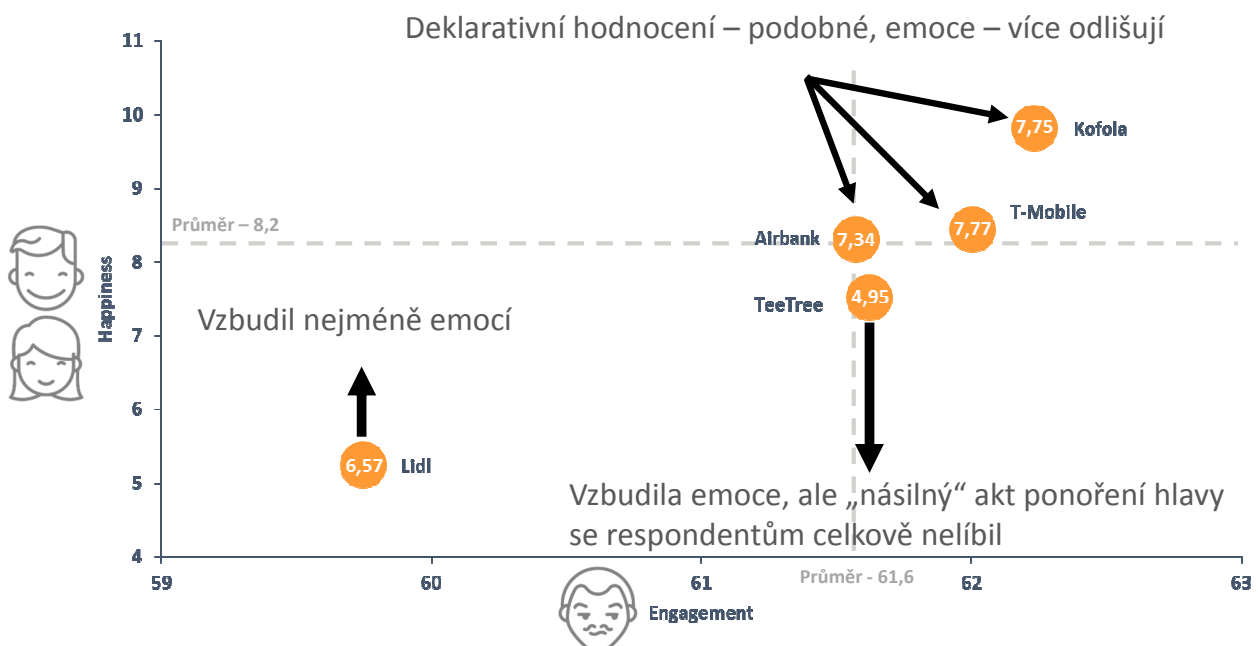 Deklarativní hodnocení – podobné, emoce – více odlišují
11
10
7,75 Kofola
9
T-Mobile
Průměr – 8,2
Airbank 7,34 7,77
8
Happiness
TeeTree 4,95
Vzbudil nejméně emocí
7
6
6,57 Lidl
5
Vzbudila emoce, ale „násilný“ akt ponoření hlavy
se respondentům celkově nelíbil
4
59 60 61 62 63
Průměr - 61,6
Engagement